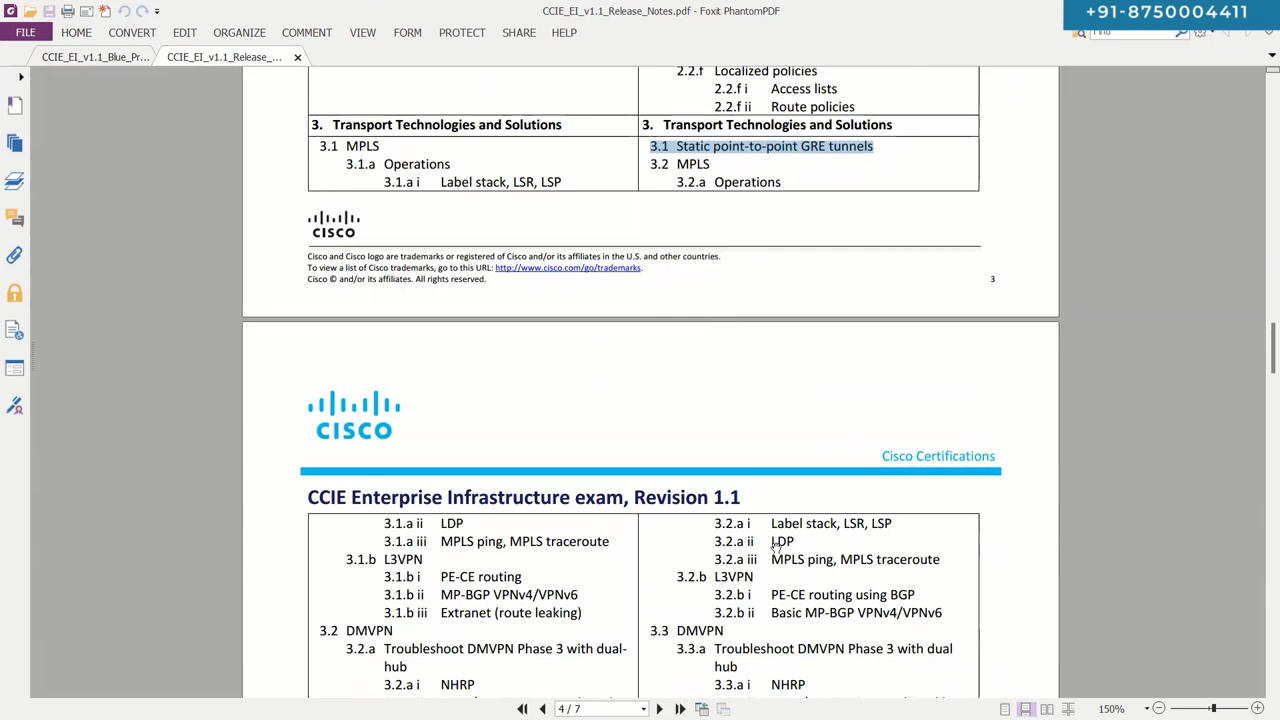 CCIE_EI_v1.1_Release_Notes.pdf - Foxit PhantomPDF
+91-8750004411
FILE HOME CONVERT EDIT ORGANIZE COMMENT VIEW FORM PROTECT SHARE HELP
Find
CCIE_EI_v1.1_Blue_Pr... CCIE_EI_v1.1_Release_...
2.2.f Localized policies
2.2.f i Access lists
2.2.f ii Route policies
3. Transport Technologies and Solutions
3.1 MPLS
3.1.a Operations
3.1.a i Label stack, LSR, LSP
3. Transport Technologies and Solutions
3.1 Static point-to-point GRE tunnels
3.2 MPLS
3.2.a Operations
CISCO
Cisco and Cisco logo are trademarks or registered of Cisco and/or its affiliates in the U.S. and other countries.
To view a list of Cisco trademarks, go to this URL: http://www.cisco.com/go/trademarks.
Cisco © and/or its affiliates. All rights reserved.
3
CISCO
Cisco Certifications
CCIE Enterprise Infrastructure exam, Revision 1.1
3.1.a ii LDP
3.1.a iii MPLS ping, MPLS traceroute
3.1.b L3VPN
3.1.b i PE-CE routing
3.1.b ii MP-BGP VPNv4/VPNv6
3.1.b iii Extranet (route leaking)
3.2 DMVPN
3.2.a Troubleshoot DMVPN Phase 3 with dual-
hub
3.2.a i NHRP
3.2.a i Label stack, LSR, LSP
3.2.a ii LDP
3.2.a iii MPLS ping, MPLS traceroute
3.2.b L3VPN
3.2.b i PE-CE routing using BGP
3.2.b ii Basic MP-BGP VPNv4/VPNv6
3.3 DMVPN
3.3.a Troubleshoot DMVPN Phase 3 with dual
hub
3.3.a i NHRP
4 / 7
150%